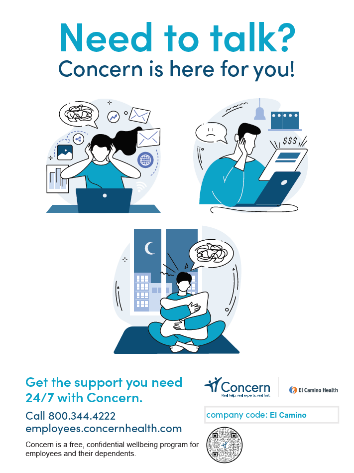 Need to talk?
Concern is here for you!
$$$
Get the support you need
24/7 with Concern.
Call 800.344.4222
employees.concernhealth.com
Concern is a free, confidential wellbeing program for
employees and their dependents.
Concern
El Camino Health
company code: El Camino